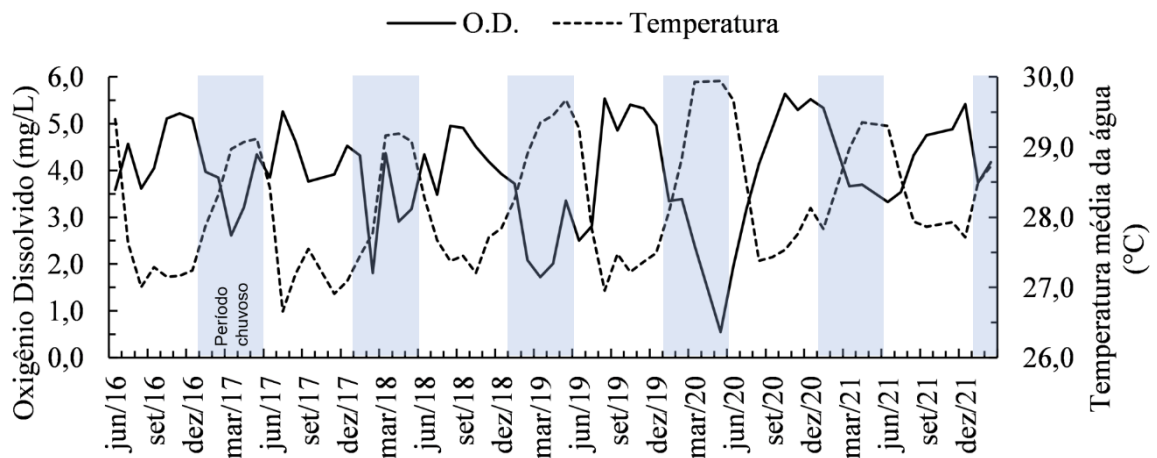 O.D. Temperatura
Oxigênio Dissolvido (mg/L)
6,0
5,0
4,0
3,0
2,0
1,0
0,0
Período
chuvoso
30,0
29,0
28,0
27,0
26,0
Temperatura média da água
(°C)
jun/16
set/16
dez/16
mar/17
jun/17
set/17
dez/17
mar/18
jun/18
set/18
dez/18
mar/19
jun/19
set/19
dez/19
mar/20
jun/20
set/20
dez/20
mar/21
jun/21
set/21
dez/21